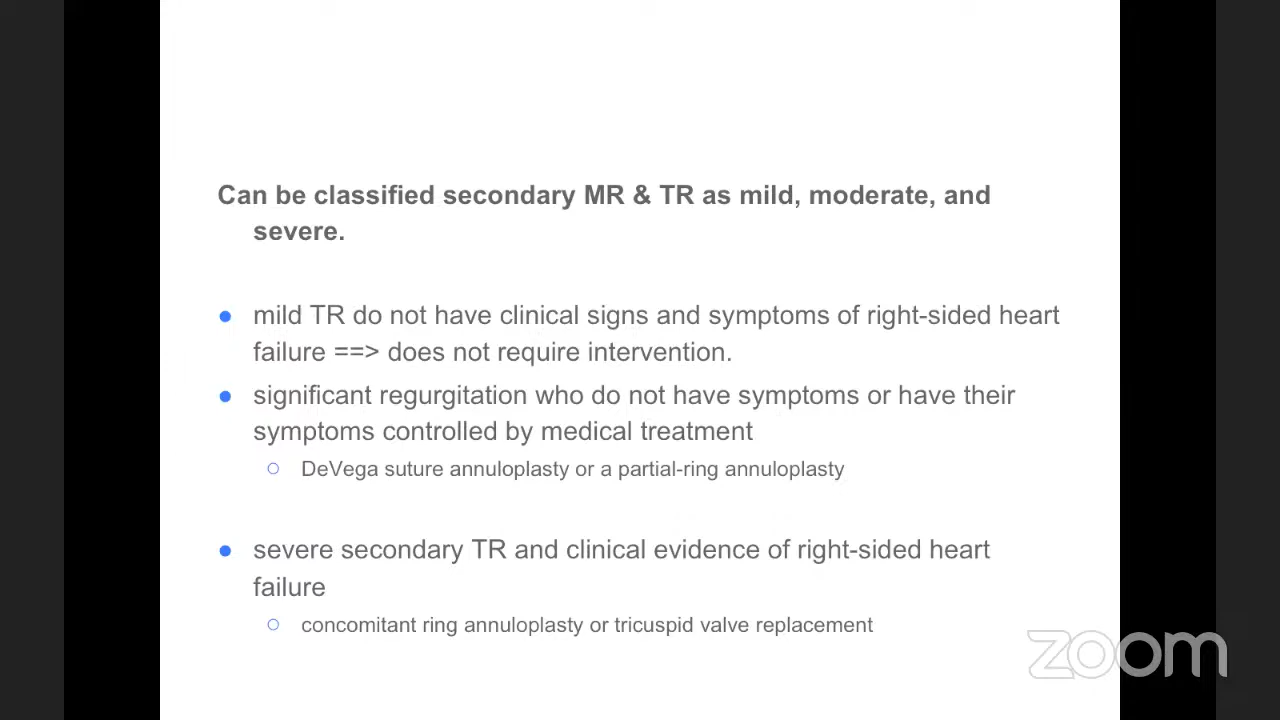 Can be classified secondary MR & TR as mild, moderate, and
severe.
● mild TR do not have clinical signs and symptoms of right-sided heart
failure ==> does not require intervention.
● significant regurgitation who do not have symptoms or have their
symptoms controlled by medical treatment
○ DeVega suture annuloplasty or a partial-ring annuloplasty
● severe secondary TR and clinical evidence of right-sided heart
failure
○ concomitant ring annuloplasty or tricuspid valve replacement
zoom